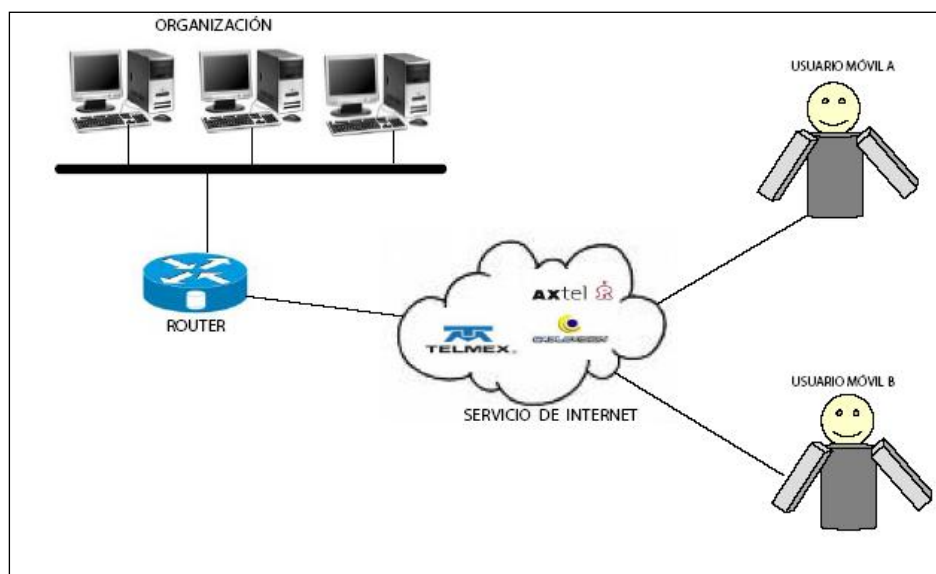 ORGANIZACIÓN
USUARIO MÓVIL A
AXtel
ROUTER
TELMEX®
SERVICIO DE INTERNET
USUARIO MÓVIL B